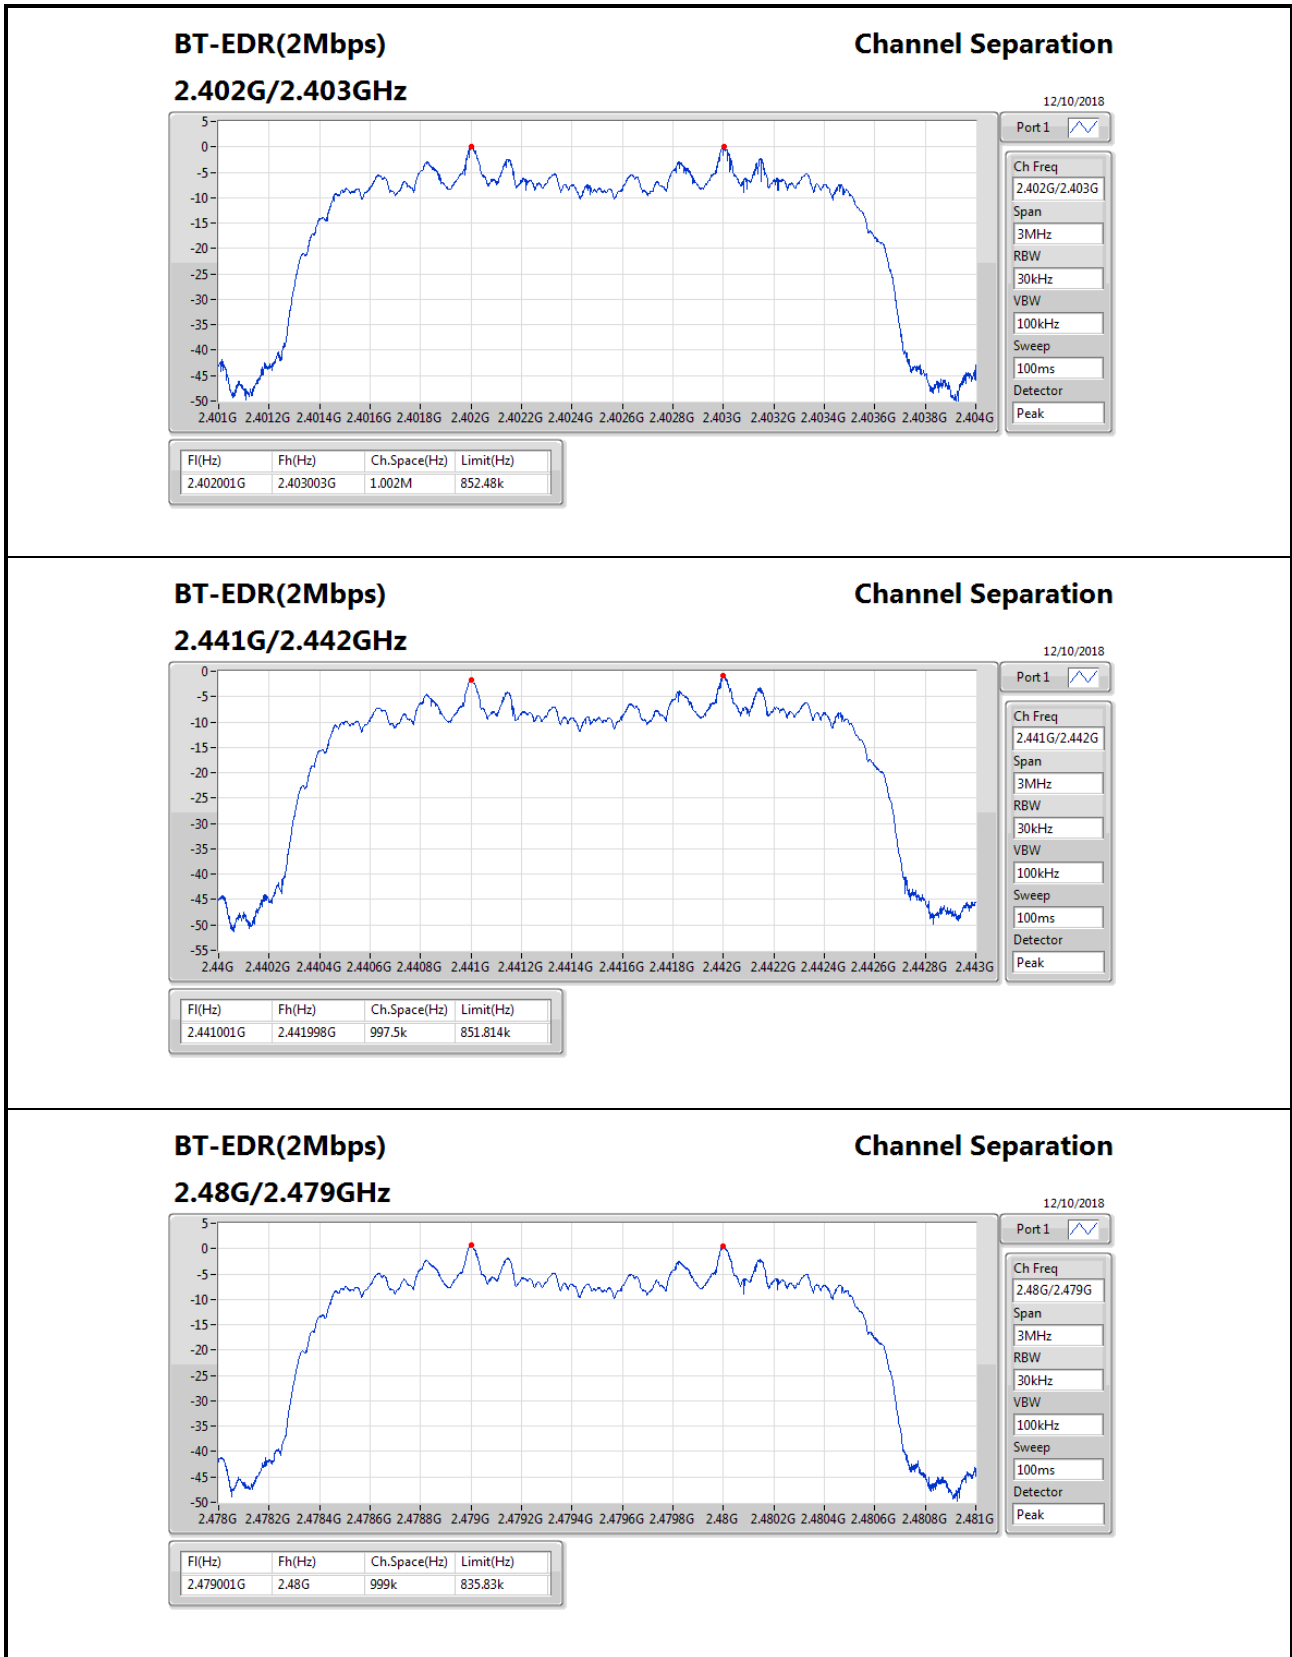 BT-EDR(2Mbps) Channel Separation
2.402G/2.403GHz
12/10/2018
Port 1
5
0
-5
-10
-15
-20
-25
-30
-35
-40
-45
-50
2.401G 2.4012G 2.4014G 2.4016G 2.4018G 2.402G 2.4022G 2.4024G 2.4026G 2.4028G 2.403G 2.4032G 2.4034G 2.4036G 2.4038G 2.404G
Ch Freq
2.402G/2.403G
Span
3MHz
RBW
30kHz
VBW
100kHz
Sweep
100ms
Detector
Peak
Fl(Hz) Fh(Hz) Ch.Space(Hz) Limit(Hz)
2.402001G 2.403003G 1.002M 852.48k
BT-EDR(2Mbps) Channel Separation
2.441G/2.442GHz
12/10/2018
Port 1
0
-5
-10
-15
-20
-25
-30
-35
-40
-45
-50
-55
2.44G 2.4402G 2.4404G 2.4406G 2.4408G 2.441G 2.4412G 2.4414G 2.4416G 2.4418G 2.442G 2.4422G 2.4424G 2.4426G 2.4428G 2.443G
Ch Freq
2.441G/2.442G
Span
3MHz
RBW
30kHz
VBW
100kHz
Sweep
100ms
Detector
Peak
Fl(Hz) Fh(Hz) Ch.Space(Hz) Limit(Hz)
2.441001G 2.441998G 997.5k 851.814k
BT-EDR(2Mbps) Channel Separation
2.48G/2.479GHz
12/10/2018
Port 1
5
0
-5
-10
-15
-20
-25
-30
-35
-40
-45
-50
2.478G 2.4782G 2.4784G 2.4786G 2.4788G 2.479G 2.4792G 2.4794G 2.4796G 2.4798G 2.48G 2.4802G 2.4804G 2.4806G 2.4808G 2.481G
Ch Freq
2.48G/2.479G
Span
3MHz
RBW
30kHz
VBW
100kHz
Sweep
100ms
Detector
Peak
Fl(Hz) Fh(Hz) Ch.Space(Hz) Limit(Hz)
2.479001G 2.48G 999k 835.83k